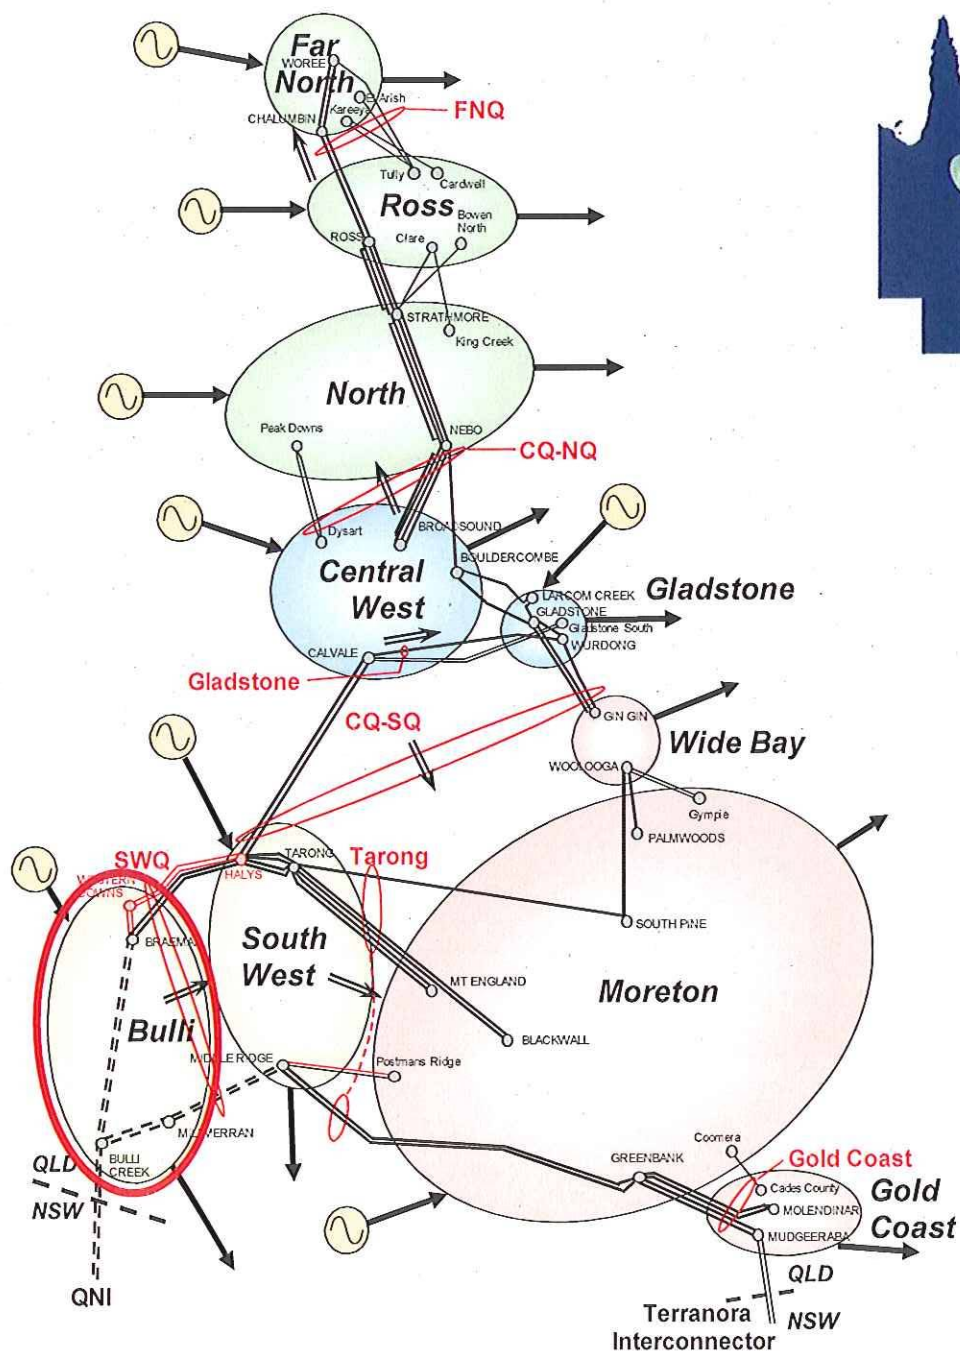 Far
WOREE
North
El Arish
Kareeya
CHALUMBIN
FNQ
Tully
Cardwell
Ross
Bowen
North
ROSS
Clare
STRATHMORE
King Creek
North
Peak Downs
NEBO
CQ-NQ
Dysart
BROADSOUND
BOULDERCOMBE
Central
West
Gladstone
LARCOM CREEK
GLADSTONE
Gladstone South
WURDONG
CALVALE
Gladstone
CQ-SQ
GIN GIN
Wide Bay
WOOLOOGA
Gympie
PALMWOODS
SWQ
TARONG
Tarong
WESTERN
DOWNS
HALYS
BRAEMAR
SOUTH PINE
South
West
MT ENGLAND
Moreton
Bulli
BLACKWALL
MIDDLE RIDGE
Postmans Ridge
MILLMERRAN
BULLI
CREEK
QLD
NSW
QNI
Coomera
GREENBANK
Gold Coast
Cades County
MOLENDINAR
Gold
Coast
MUDGEERABA
QLD
NSW
Terranora
Interconnector